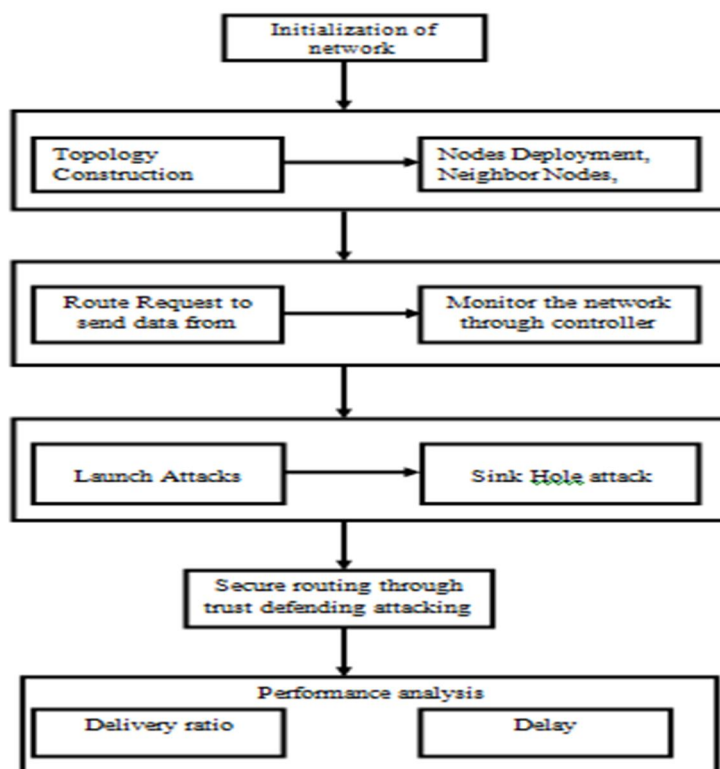 Initialization of
network
Topology
Construction
Nodes Deployment,
Neighbor Nodes,
Route Request to
send data from
Monitor the network
through controller
Launch Attacks
Sink Hole attack
Secure routing through
trust defending attacking
Performance analysis
Delivery ratio
Delay